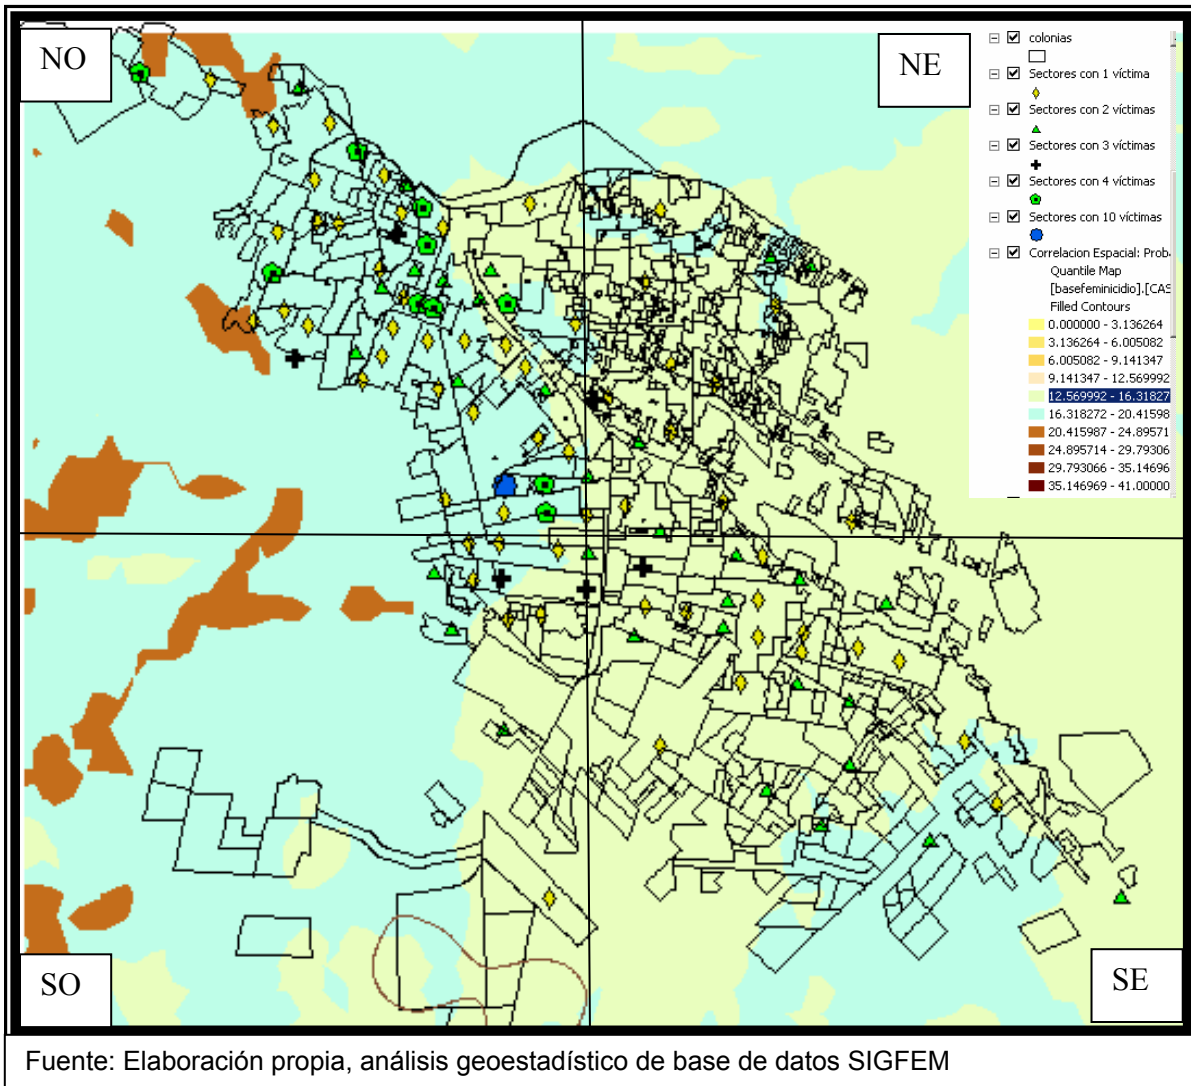 NO
NE
colonias
Sectores con 1 víctima
Sectores con 2 víctimas
Sectores con 3 víctimas
Sectores con 4 víctimas
Sectores con 10 víctimas
Correlacion Espacial: Prob
Quantile Map
[basefeminicidio].[CAS
Filled Contours
0.000000 - 3.136264
3.136264 - 6.005082
6.005082 - 9.141347
9.141347 - 12.569992
12.569992 - 16.31827
16.318272 - 20.41598
20.415987 - 24.89571
24.895714 - 29.79306
29.793066 - 35.14696
35.146969 - 41.00000
SO
SE
Fuente: Elaboración propia, análisis geoestadístico de base de datos SIGFEM